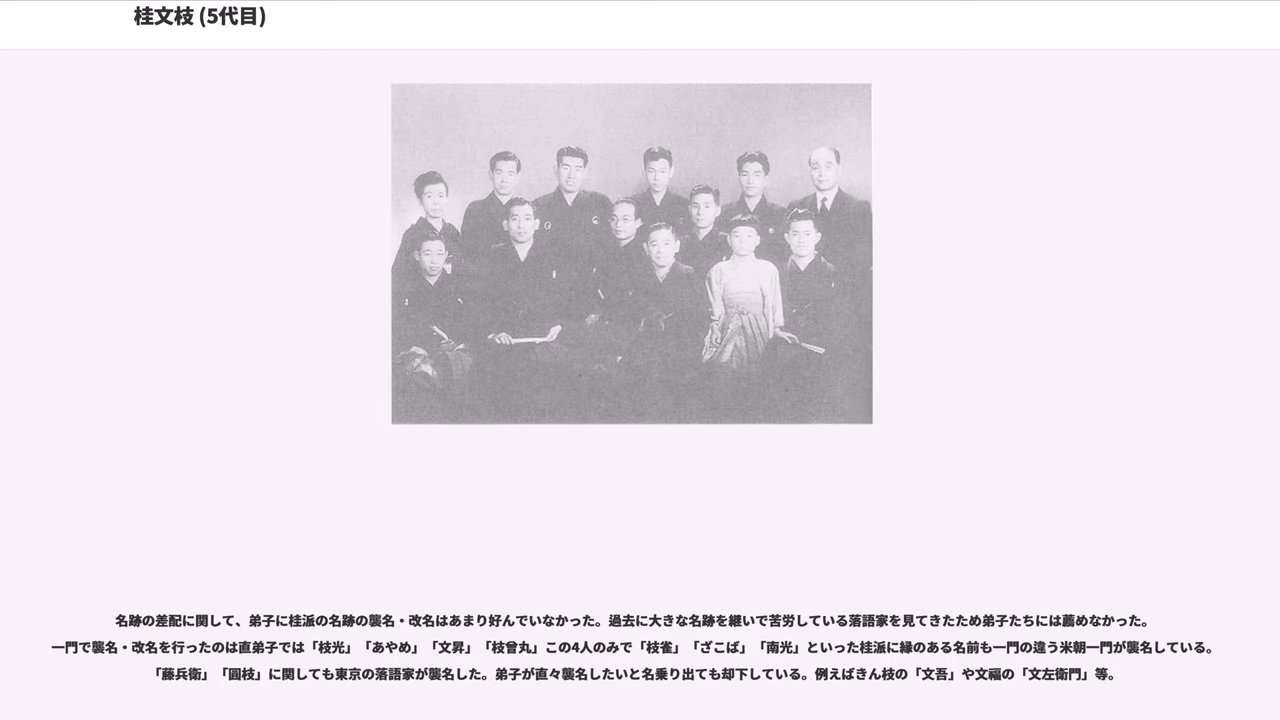 桂文枝 (5代目)
名跡の差配に関して、弟子に桂派の名跡の襲名・改名はあまり好んでいなかった。過去に大きな名跡を継いで苦労している落語家を見てきたため弟子たちには薦めなかった。
一門で襲名・改名を行ったのは直弟子では「枝光」「あやめ」「文昇」「枝曾丸」この4人のみで「枝雀」「ざこば」「南光」といった桂派に縁のある名前も一門の違う米朝一門が襲名している。
「藤兵衛」「圓枝」に関しても東京の落語家が襲名した。弟子が直々襲名したいと名乗り出ても却下している。例えばきん枝の「文吾」や文福の「文左衛門」等。